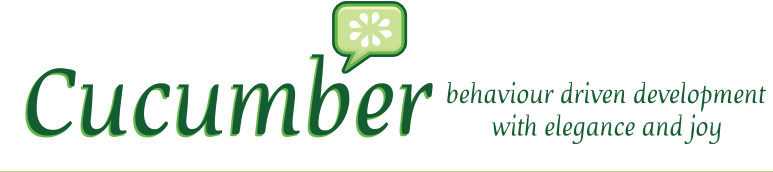 Cucumber
behaviour driven development
with elegance and joy